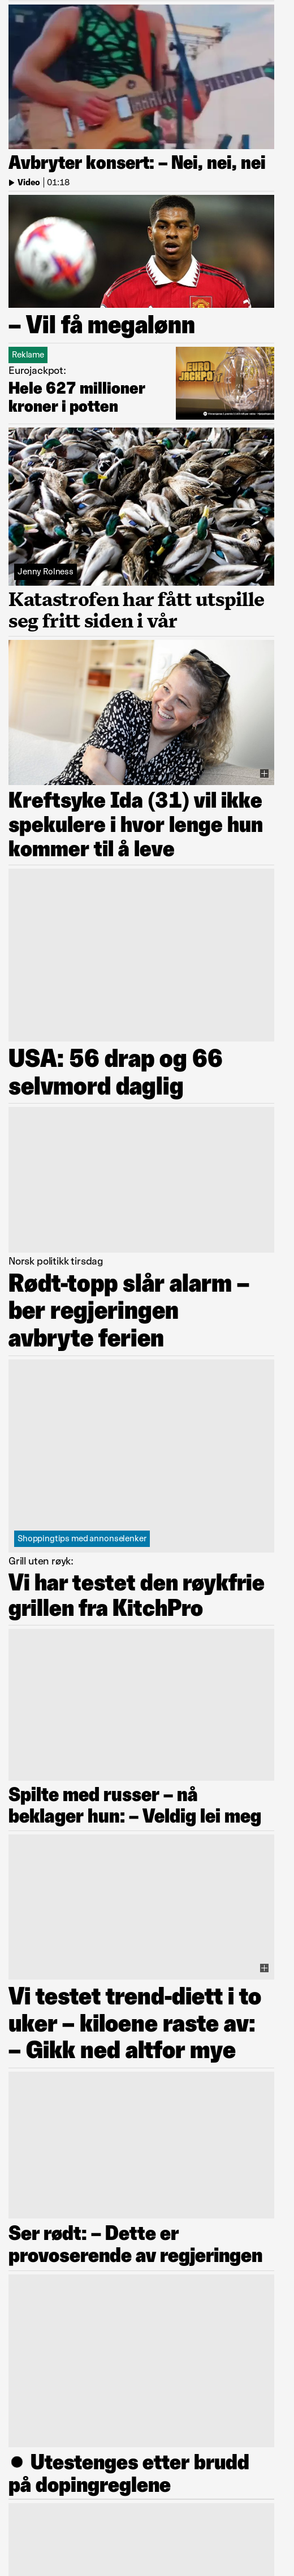 Avbryter konsert: – Nei, nei, nei
Video | 01:18
– Vil få megalønn
Reklame
Eurojackpot:
Hele 627 millioner
kroner i potten
EURO
JACKPOT
Jenny Rolness
Katastrofen har fått utspille
seg fritt siden i vår
Kreftsyke Ida (31) vil ikke
spekulere i hvor lenge hun
kommer til å leve
USA: 56 drap og 66
selvmord daglig
Norsk politikk tirsdag
Rødt-topp slår alarm –
ber regjeringen
avbryte ferien
Shoppingtips med annonselenker
Grill uten røyk:
Vi har testet den røykfrie
grillen fra KitchPro
Spilte med russer – nå
beklager hun: – Veldig lei meg
Vi testet trend-diett i to
uker – kiloene raste av:
– Gikk ned altfor mye
Ser rødt: – Dette er
provoserende av regjeringen
● Utestenges etter brudd
på dopingreglene